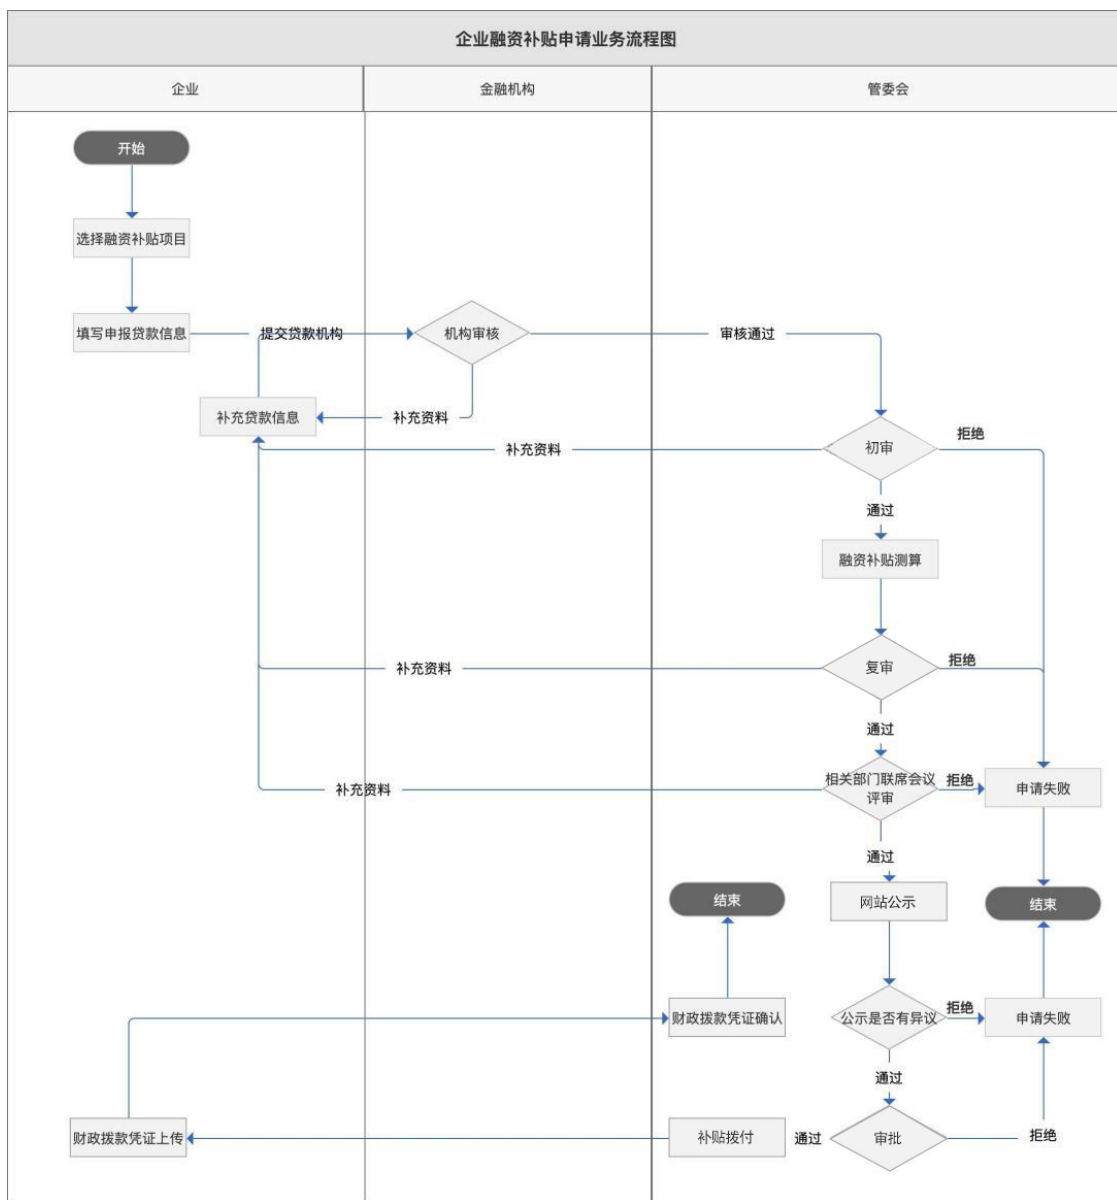 企业融资补贴申请业务流程图
企业
金融机构
管委会
开始
选择融资补贴项目
填写申报贷款信息
提交贷款机构
机构审核
审核通过
补充贷款信息
补充资料
补充资料
初审
拒绝
通过
融资补贴测算
补充资料
复审
拒绝
通过
补充资料
相关部门联席会议
评审
拒绝
申请失败
通过
结束
网站公示
结束
财政拨款凭证确认
公示是否有异议
拒绝
申请失败
通过
财政拨款凭证上传
补贴拨付
通过
审批
拒绝